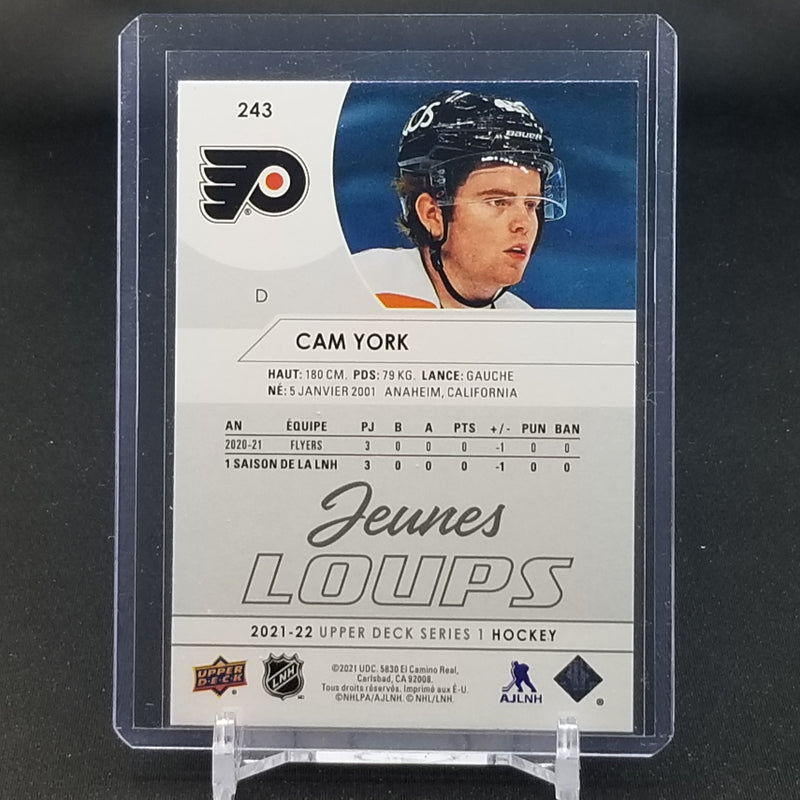 243
CCS
BAUER
D
CAM YORK
HAUT: 180 CM. PDS: 79 KG. LANCE: GAUCHE
NÉ: 5 JANVIER 2001 ANAHEIM, CALIFORNIA
AN ÉQUIPE PJ B A PTS +/- PUN BAN
2020-21 FLYERS 3 0 0 0 -1 0 0
1 SAISON DE LA LNH 3 0 0 0 -1 0 0
Jeunes
LOUPS
2021-22 UPPER DECK SERIES 1 HOCKEY
UPPER DECK
LNH
©2021 UDC. 5830 El Camino Real,
Carlsbad, CA 92008.
Tous droits réservés. Imprimé aux É-U.
©NHLPA/AJLNH. © NHL/LNH.
AJLNH